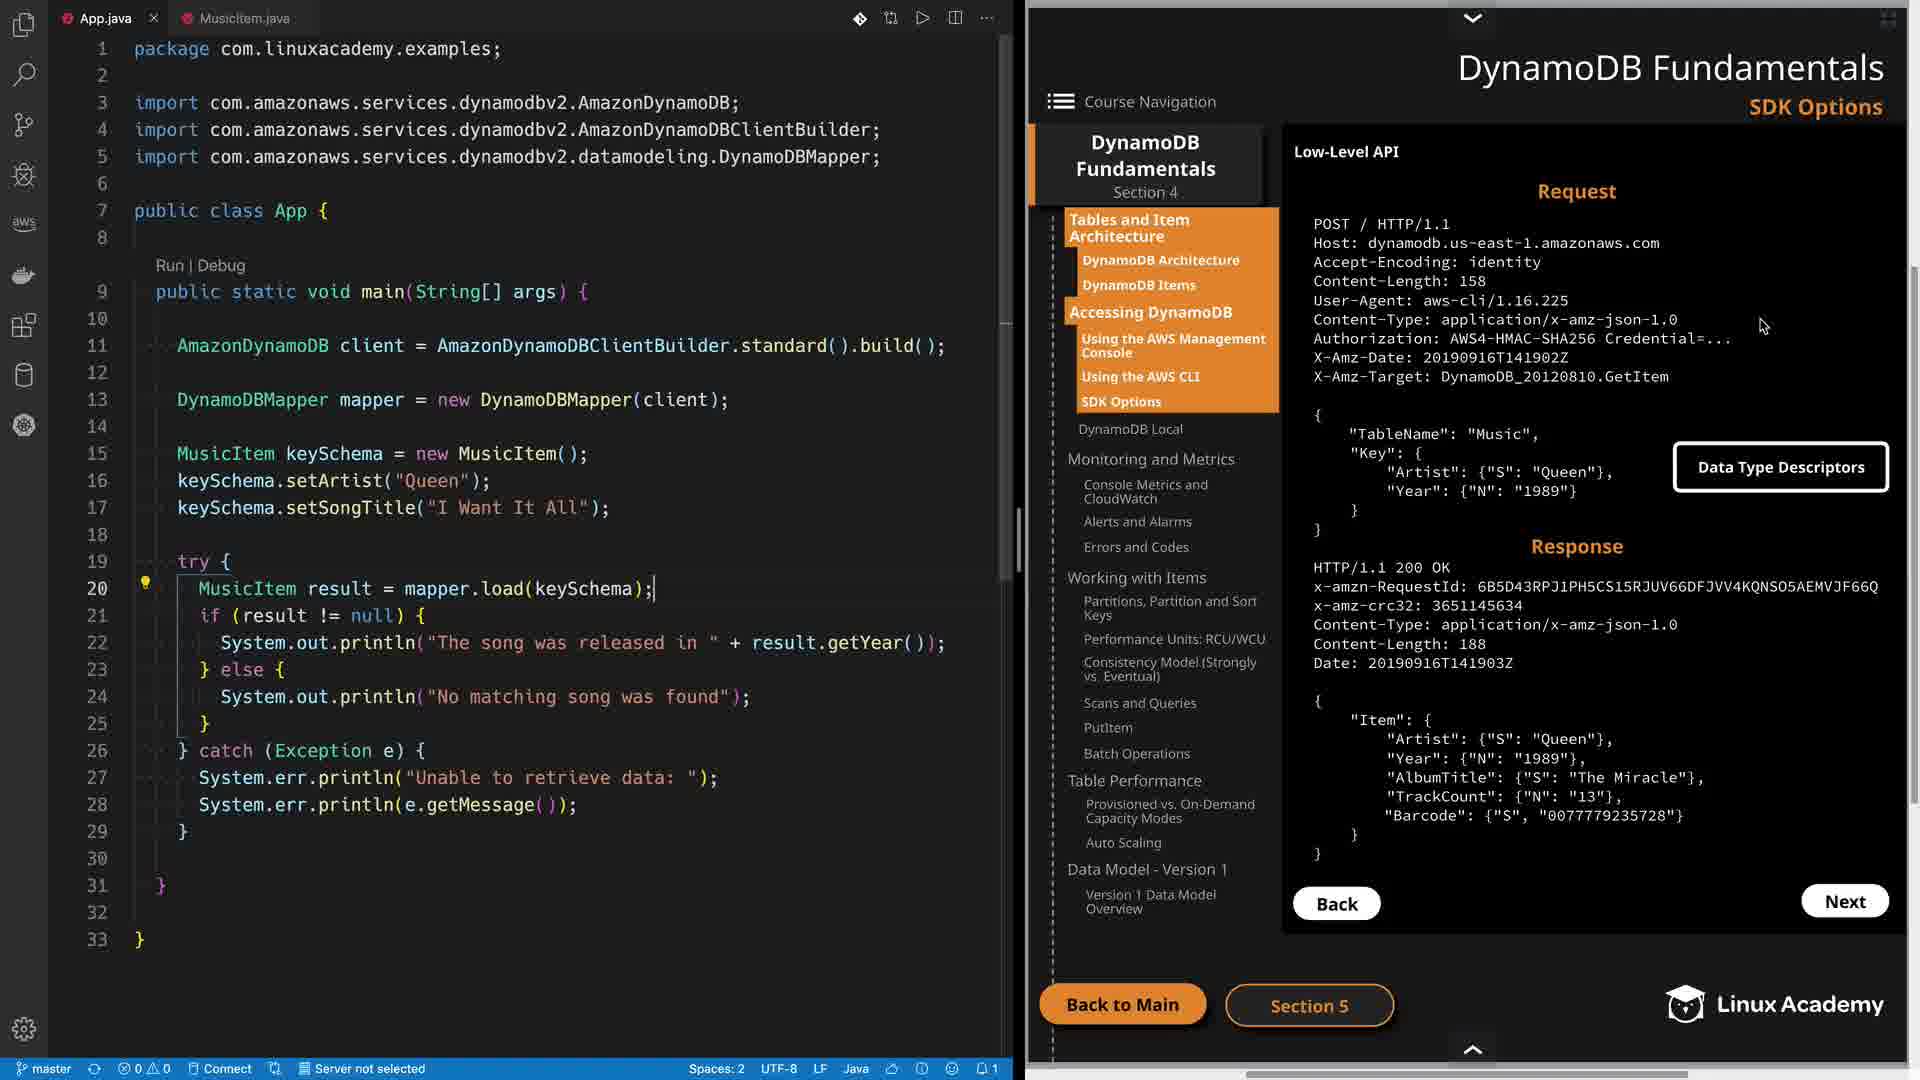 App.java
MusicItem.java
1 package com.linuxacademy.examples;
2
3 import com.amazonaws.services.dynamodbv2.AmazonDynamoDB;
4 import com.amazonaws.services.dynamodbv2.AmazonDynamoDBClientBuilder;
5 import com.amazonaws.services.dynamodbv2.datamodeling.DynamoDBMapper;
6
7 public class App {
8
Run | Debug
9 public static void main(String[] args) {
10
11 AmazonDynamoDB client = AmazonDynamoDBClientBuilder.standard().build();
12
13 DynamoDBMapper mapper = new DynamoDBMapper(client);
14
15 MusicItem keySchema = new MusicItem();
16 keySchema.setArtist("Queen");
17 keySchema.setSongTitle("I Want It All");
18
19 try {
20 MusicItem result = mapper.load(keySchema);
21 if (result != null) {
22 System.out.println("The song was released in " + result.getYear());
23 } else {
24 System.out.println("No matching song was found");
25 }
26 } catch (Exception e) {
27 System.err.println("Unable to retrieve data: ");
28 System.err.println(e.getMessage());
29 }
30
31 }
32
33 }
aws
master
0 0
Connect
Server not selected
Spaces: 2
UTF-8
LF
Java
1
DynamoDB Fundamentals
SDK Options
Course Navigation
DynamoDB
Fundamentals
Section 4
Tables and Item
Architecture
DynamoDB Architecture
DynamoDB Items
Accessing DynamoDB
Using the AWS Management
Console
Using the AWS CLI
SDK Options
DynamoDB Local
Monitoring and Metrics
Console Metrics and
CloudWatch
Alerts and Alarms
Errors and Codes
Working with Items
Partitions, Partition and Sort
Keys
Performance Units: RCU/WCU
Consistency Model (Strongly
vs. Eventual)
Scans and Queries
PutItem
Batch Operations
Table Performance
Provisioned vs. On-Demand
Capacity Modes
Auto Scaling
Data Model - Version 1
Version 1 Data Model
Overview
Low-Level API
Request
POST / HTTP/1.1
Host: dynamodb.us-east-1.amazonaws.com
Accept-Encoding: identity
Content-Length: 158
User-Agent: aws-cli/1.16.225
Content-Type: application/x-amz-json-1.0
Authorization: AWS4-HMAC-SHA256 Credential=...
X-Amz-Date: 20190916T141902Z
X-Amz-Target: DynamoDB_20120810.GetItem
{
"TableName": "Music",
"Key": {
"Artist": {"S": "Queen"},
"Year": {"N": "1989"}
}
}
Data Type Descriptors
Response
HTTP/1.1 200 OK
x-amzn-RequestId: 6B5D43RPJ1PH5CS15RJUV66DFJVV4KQNSO5AEMVJF66Q
x-amz-crc32: 3651145634
Content-Type: application/x-amz-json-1.0
Content-Length: 188
Date: 20190916T141903Z
{
"Item": {
"Artist": {"S": "Queen"},
"Year": {"N": "1989"},
"AlbumTitle": {"S": "The Miracle"},
"TrackCount": {"N": "13"},
"Barcode": {"S", "0077779235728"}
}
}
Back
Next
Back to Main
Section 5
Linux Academy